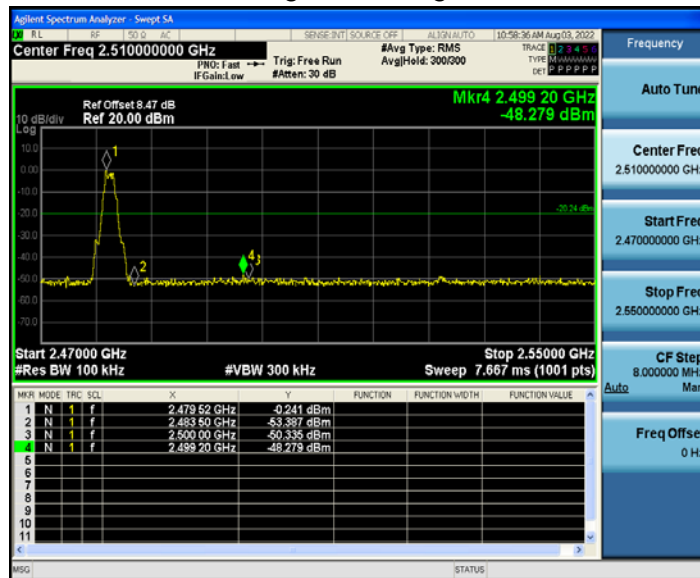 Agilent Spectrum Analyzer - Swept SA
RL RF 50 Ω AC SENSE:INT SOURCE OFF ALIGN AUTO 10:58:36 AM Aug 03, 2022
Center Freq 2.510000000 GHz
PNO: Fast
IFGain:Low
Trig: Free Run
#Atten: 30 dB
#Avg Type: RMS
Avg|Hold: 300/300
TRACE 1 2 3 4 5 6
TYPE M
DET P P P P P P
Frequency
Auto Tune
Center Freq
2.510000000 GHz
Start Freq
2.470000000 GHz
Stop Freq
2.550000000 GHz
CF Step
8.000000 MHz
Auto Man
Freq Offset
0 Hz
Mkr4 2.499 20 GHz
-48.279 dBm
Ref Offset 8.47 dB
10 dB/div Ref 20.00 dBm
Log
10.0
0.00
-10.0
-20.0
-30.0
-40.0
-50.0
-60.0
-70.0
-20.24 dBm
1
2
4
3
Start 2.47000 GHz Stop 2.55000 GHz
#Res BW 100 kHz #VBW 300 kHz Sweep 7.667 ms (1001 pts)
MKR MODE TRC SCL X Y FUNCTION FUNCTION WIDTH FUNCTION VALUE
1 N 1 f 2.479 52 GHz -0.241 dBm
2 N 1 f 2.483 50 GHz -53.387 dBm
3 N 1 f 2.500 00 GHz -50.335 dBm
4 N 1 f 2.499 20 GHz -48.279 dBm
5
6
7
8
9
10
11
MSG STATUS